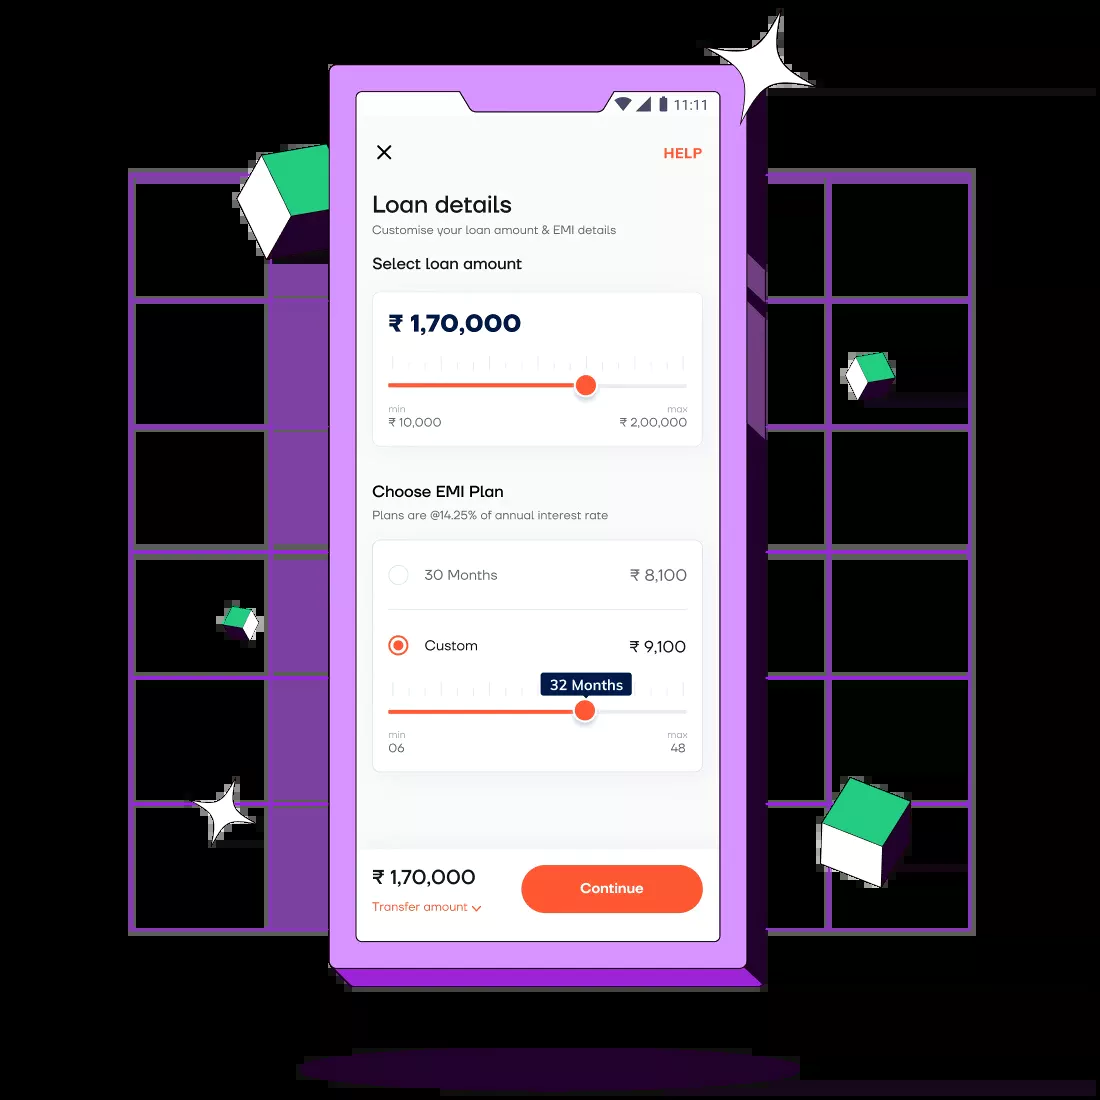 11:11
HELP
Loan details
Customise your loan amount & EMI details
Select loan amount
₹ 1,70,000
min max
₹ 10,000 ₹ 2,00,000
Choose EMI Plan
Plans are @14.25% of annual interest rate
30 Months ₹ 8,100
Custom ₹ 9,100
32 Months
min max
06 48
₹ 1,70,000
Transfer amount
Continue